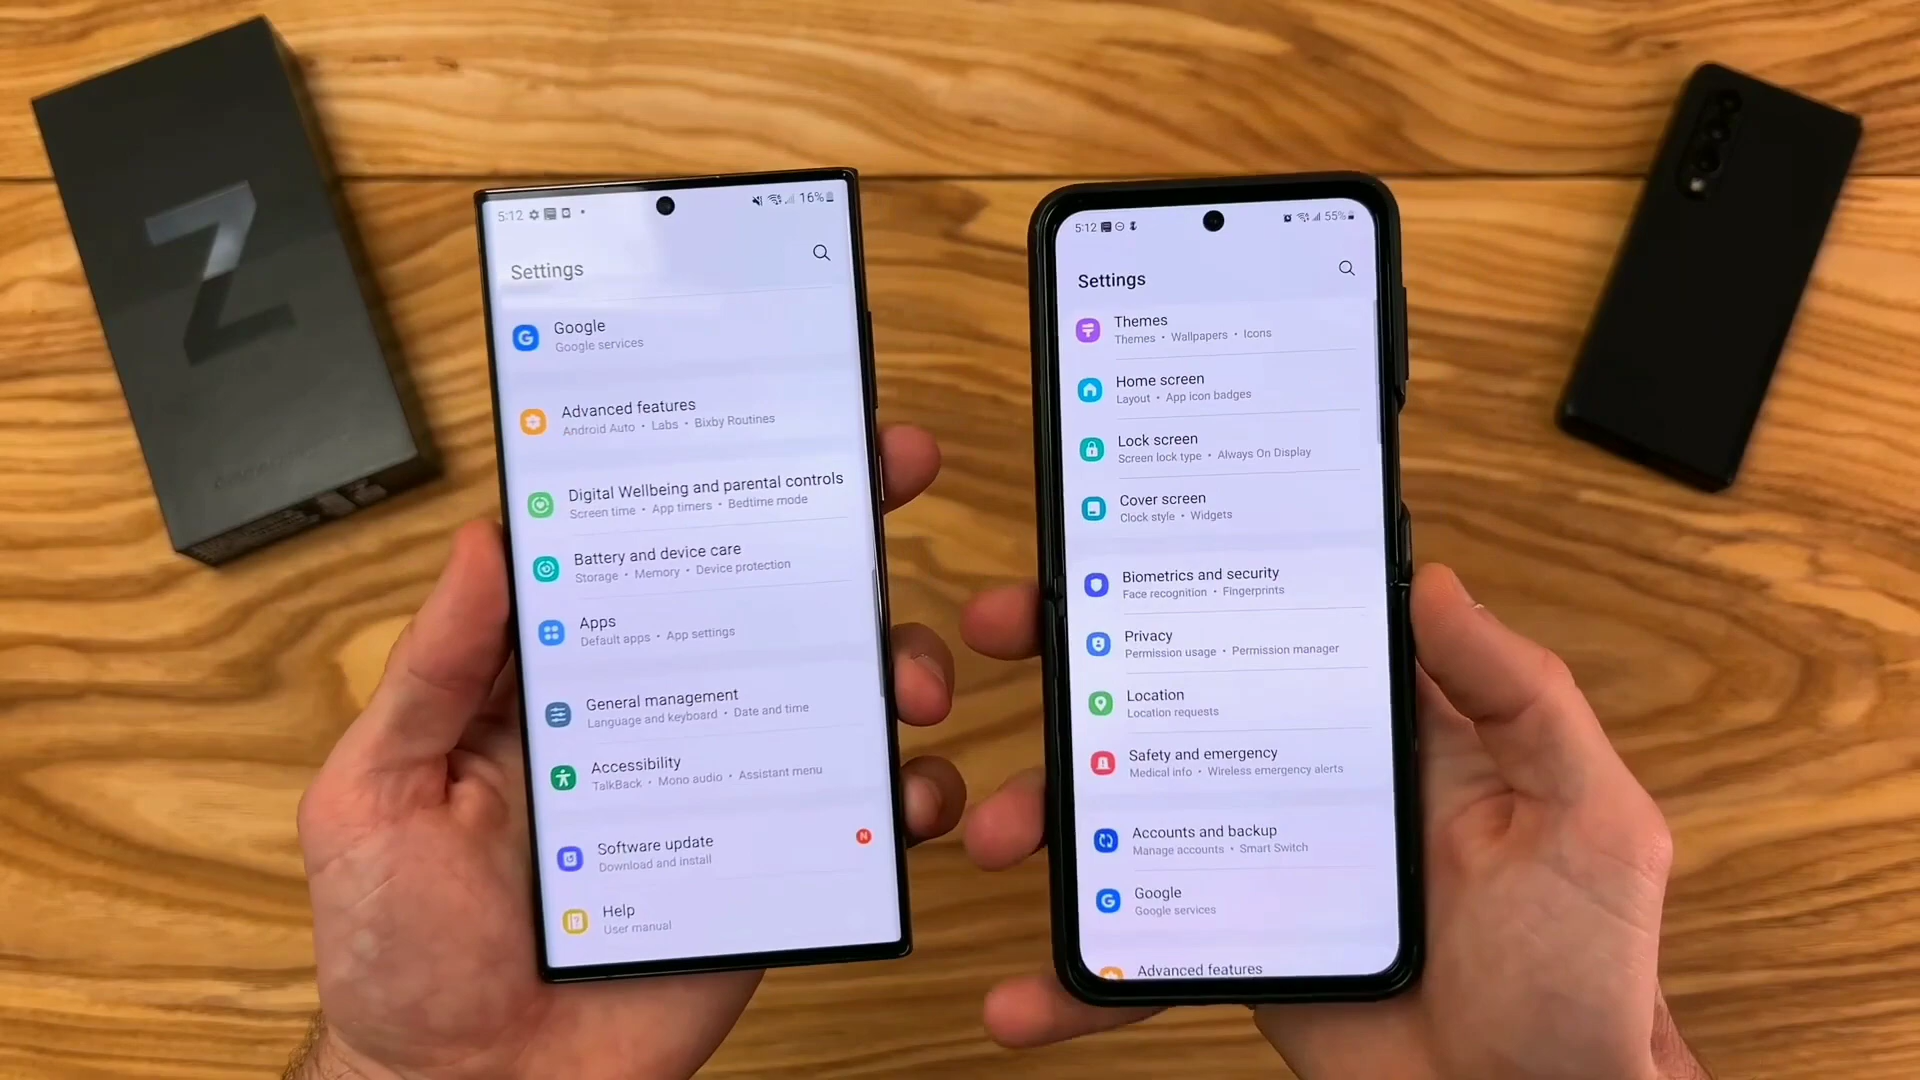 Z
5:12
16%
Settings
Google
Google services
Advanced features
Android Auto • Labs • Bixby Routines
Digital Wellbeing and parental controls
Screen time • App timers • Bedtime mode
Battery and device care
Storage • Memory • Device protection
Apps
Default apps • App settings
General management
Language and keyboard • Date and time
Accessibility
TalkBack • Mono audio • Assistant menu
Software update
N
Download and install
Help
User manual
5:12
55%
Settings
Themes
Themes • Wallpapers • Icons
Home screen
Layout • App icon badges
Lock screen
Screen lock type • Always On Display
Cover screen
Clock style • Widgets
Biometrics and security
Face recognition • Fingerprints
Privacy
Permission usage • Permission manager
Location
Location requests
Safety and emergency
Medical info • Wireless emergency alerts
Accounts and backup
Manage accounts • Smart Switch
Google
Google services
Advanced features